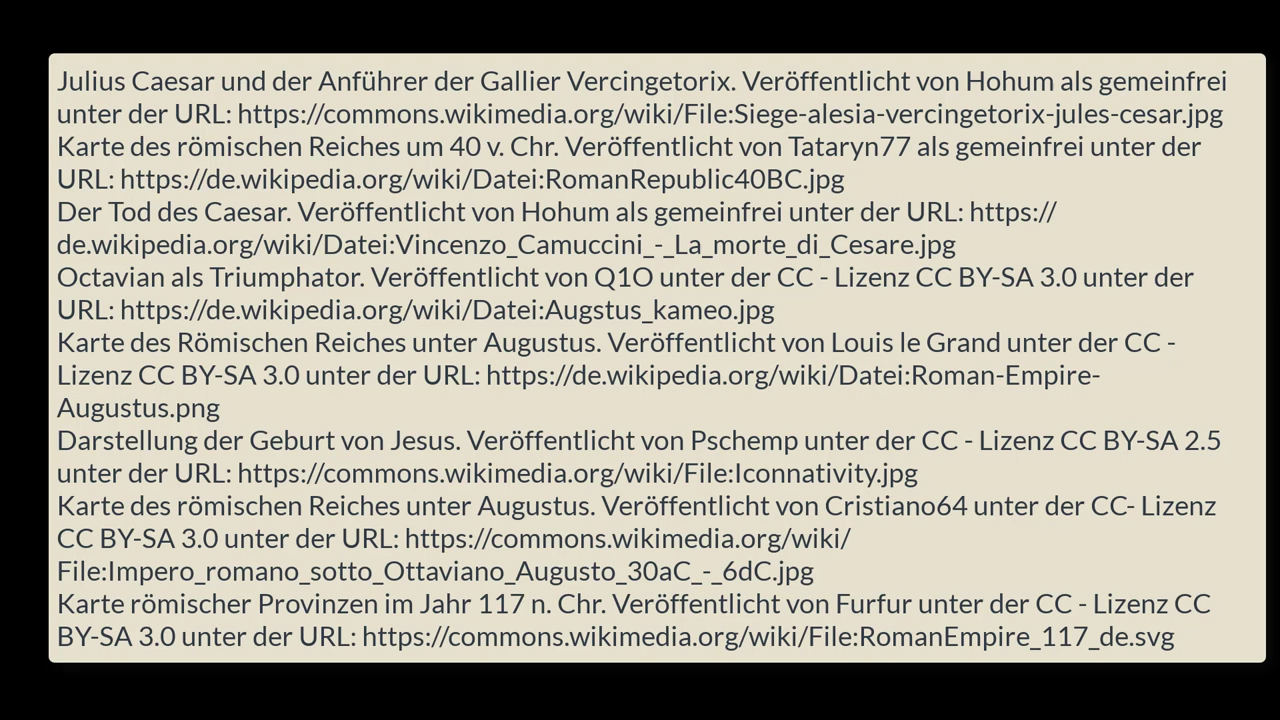 Julius Caesar und der Anführer der Gallier Vercingetorix. Veröffentlicht von Hohum als gemeinfrei
unter der URL: https://commons.wikimedia.org/wiki/File:Siege-alesia-vercingetorix-jules-cesar.jpg
Karte des römischen Reiches um 40 v. Chr. Veröffentlicht von Tataryn77 als gemeinfrei unter der
URL: https://de.wikipedia.org/wiki/Datei:RomanRepublic40BC.jpg
Der Tod des Caesar. Veröffentlicht von Hohum als gemeinfrei unter der URL: https://
de.wikipedia.org/wiki/Datei:Vincenzo_Camuccini_-_La_morte_di_Cesare.jpg
Octavian als Triumphator. Veröffentlicht von Q1O unter der CC - Lizenz CC BY-SA 3.0 unter der
URL: https://de.wikipedia.org/wiki/Datei:Augstus_kameo.jpg
Karte des Römischen Reiches unter Augustus. Veröffentlicht von Louis le Grand unter der CC -
Lizenz CC BY-SA 3.0 unter der URL: https://de.wikipedia.org/wiki/Datei:Roman-Empire-
Augustus.png
Darstellung der Geburt von Jesus. Veröffentlicht von Pschemp unter der CC - Lizenz CC BY-SA 2.5
unter der URL: https://commons.wikimedia.org/wiki/File:Iconnativity.jpg
Karte des römischen Reiches unter Augustus. Veröffentlicht von Cristiano64 unter der CC- Lizenz
CC BY-SA 3.0 unter der URL: https://commons.wikimedia.org/wiki/
File:Impero_romano_sotto_Ottaviano_Augusto_30aC_-_6dC.jpg
Karte römischer Provinzen im Jahr 117 n. Chr. Veröffentlicht von Furfur unter der CC - Lizenz CC
BY-SA 3.0 unter der URL: https://commons.wikimedia.org/wiki/File:RomanEmpire_117_de.svg